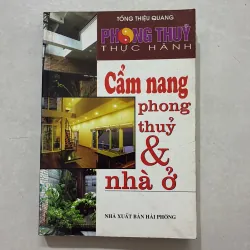 TỐNG THIỆU QUANG
PHONG THUỶ
THỰC HÀNH
Cẩm nang
phong
thuỷ
&
nhà ở
NHÀ XUẤT BẢN HẢI PHÒNG